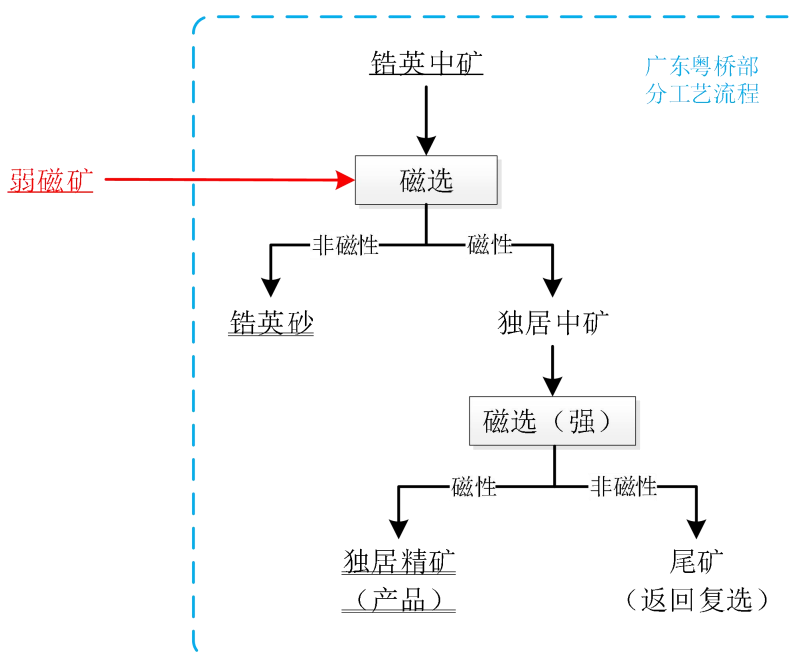 锆英中矿
广东粤桥部
分工艺流程
弱磁矿
磁选
非磁性
磁性
锆英砂
独居中矿
磁选（强）
磁性
非磁性
独居精矿
（产品）
尾矿
（返回复选）